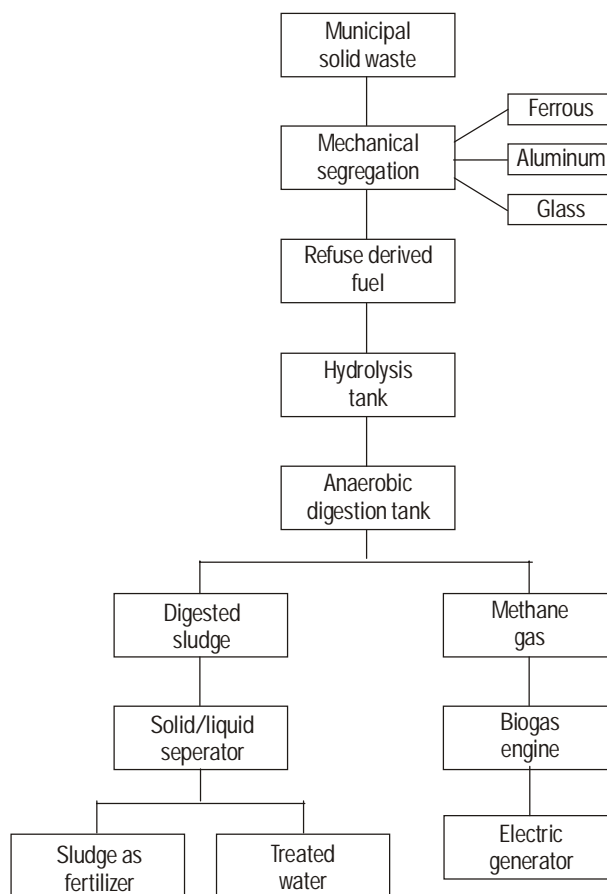 Municipal
solid waste
Ferrous
Mechanical
segregation
Aluminum
Glass
Refuse derived
fuel
Hydrolysis
tank
Anaerobic
digestion tank
Digested
sludge
Methane
gas
Solid/liquid
seperator
Biogas
engine
Sludge as
fertilizer
Treated
water
Electric
generator